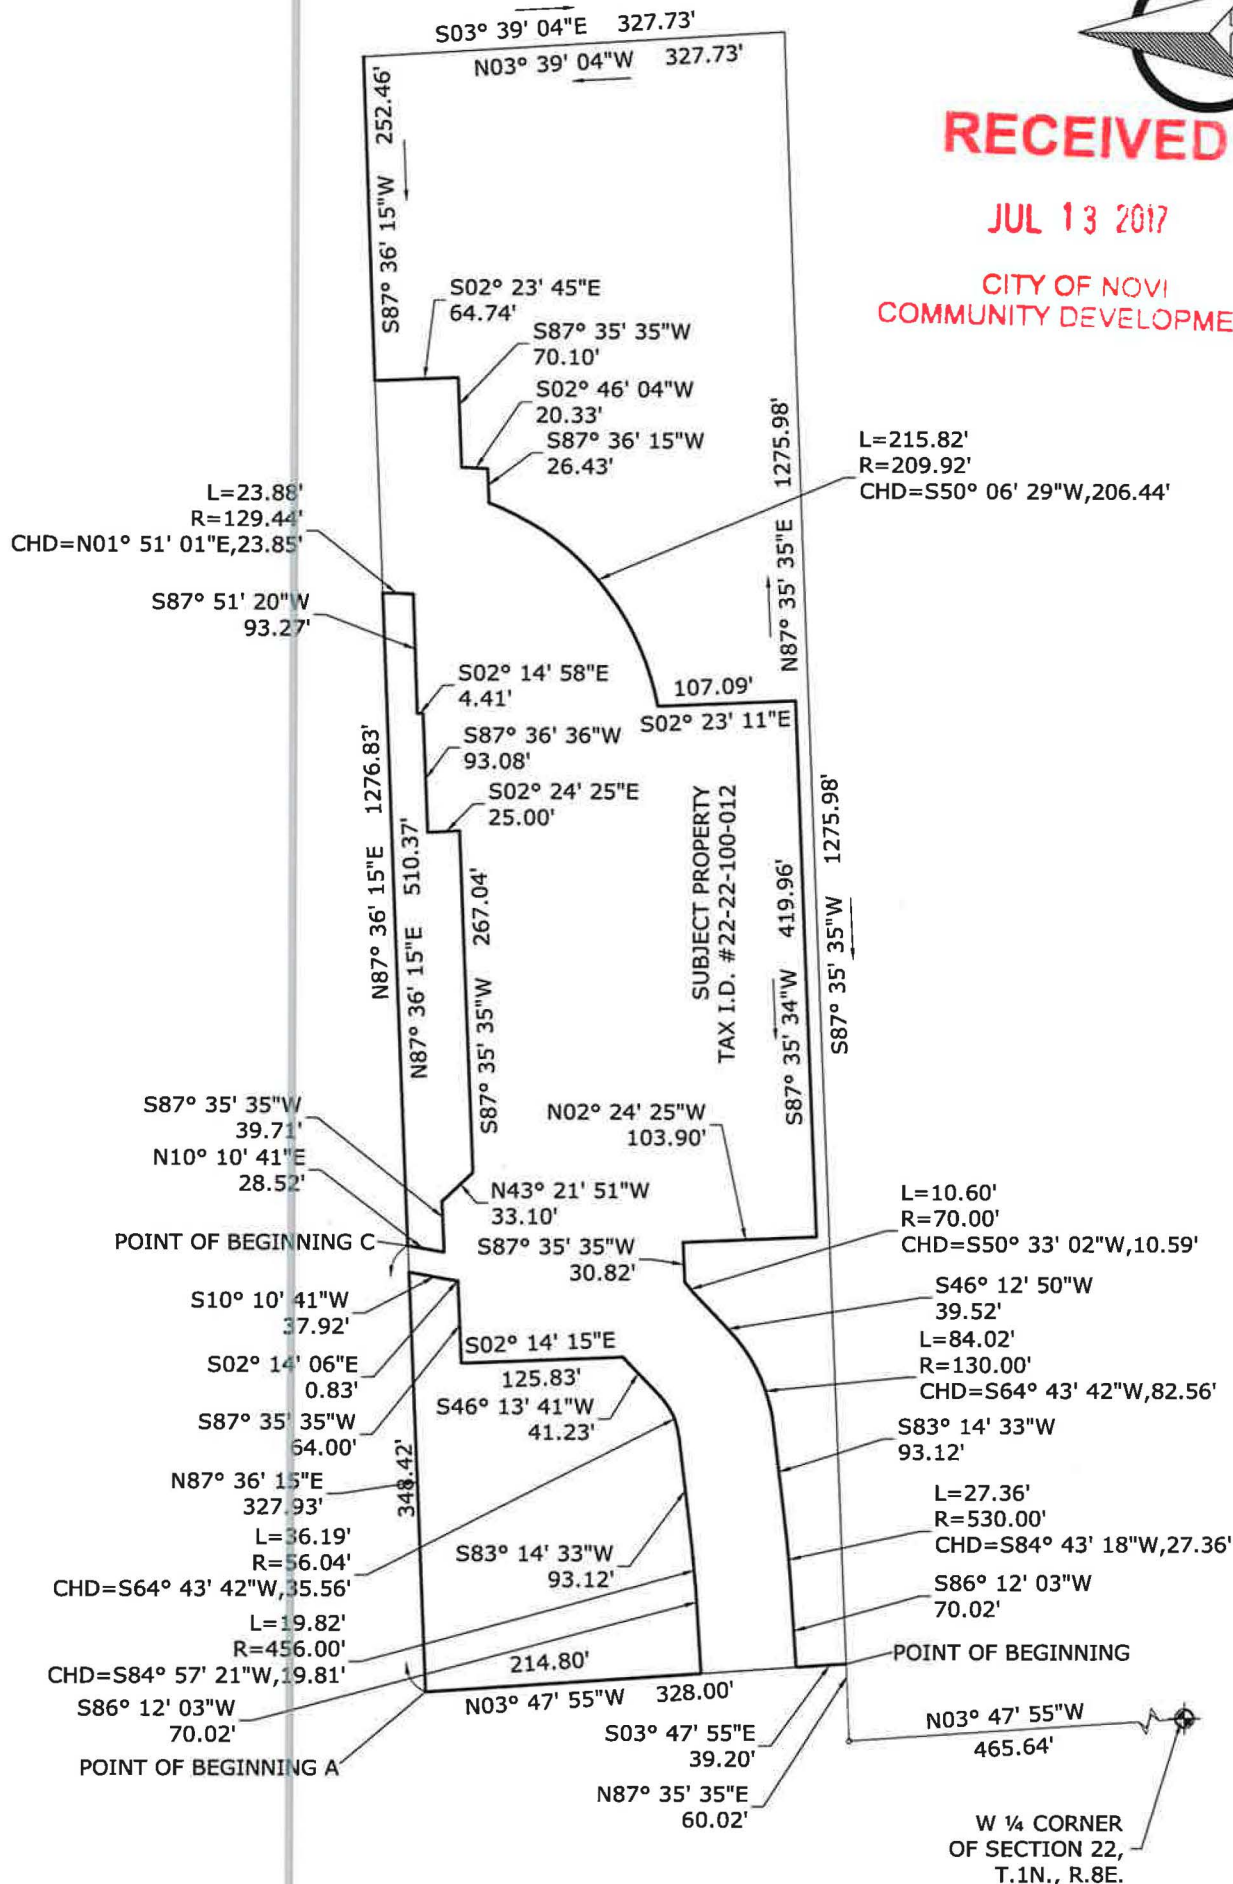 S03° 39' 04"E 327.73'
N03° 39' 04"W 327.73'
RECEIVED
JUL 13 2017
CITY OF NOVI
COMMUNITY DEVELOPME
S87° 36' 15"W 252.46'
S02° 23' 45"E
64.74'
S87° 35' 35"W
70.10'
S02° 46' 04"W
20.33'
S87° 36' 15"W
26.43'
N87° 35' 35"E 1275.98'
L=215.82'
R=209.92'
CHD=S50° 06' 29"W,206.44'
L=23.88'
R=129.44'
CHD=N01° 51' 01"E,23.85'
S87° 51' 20"W
93.27'
S02° 14' 58"E
4.41'
107.09'
S02° 23' 11"E
S87° 36' 36"W
93.08'
S02° 24' 25"E
25.00'
N87° 36' 15"E 1276.83'
N87° 36' 15"E 510.37'
S87° 35' 35"W 267.04'
SUBJECT PROPERTY
TAX I.D. #22-22-100-012
S87° 35' 34"W 419.96'
S87° 35' 35"W 1275.98'
S87° 35' 35"W
39.71'
N10° 10' 41"E
28.52'
N02° 24' 25"W
103.90'
N43° 21' 51"W
33.10'
POINT OF BEGINNING C
S87° 35' 35"W
30.82'
L=10.60'
R=70.00'
CHD=S50° 33' 02"W,10.59'
S10° 10' 41"W
37.92'
S46° 12' 50"W
39.52'
S02° 14' 06"E
0.83'
S02° 14' 15"E
125.83'
L=84.02'
R=130.00'
CHD=S64° 43' 42"W,82.56'
S87° 35' 35"W
64.00'
S46° 13' 41"W
41.23'
S83° 14' 33"W
93.12'
N87° 36' 15"E
327.93'
348.42'
L=36.19'
R=56.04'
CHD=S64° 43' 42"W,35.56'
S83° 14' 33"W
93.12'
L=27.36'
R=530.00'
CHD=S84° 43' 18"W,27.36'
L=19.82'
R=456.00'
CHD=S84° 57' 21"W,19.81'
S86° 12' 03"W
70.02'
S86° 12' 03"W
70.02'
214.80'
N03° 47' 55"W 328.00'
POINT OF BEGINNING
POINT OF BEGINNING A
S03° 47' 55"E
39.20'
N87° 35' 35"E
60.02'
N03° 47' 55"W
465.64'
W ¼ CORNER
OF SECTION 22,
T.1N., R.8E.